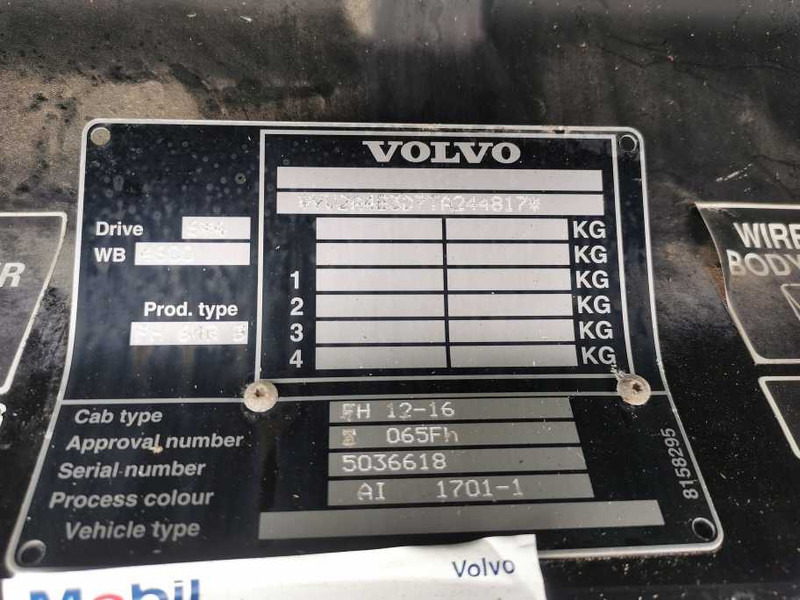 VOLVO
Drive
KG
WB
KG
1 KG
Prod. type
2 KG
3 KG
4 KG
Cab type FH 12-16
Approval number 065Fh
Serial number 5036618
Process colour AI 1701-1
Vehicle type
8158295
WIRE
BODY
R
R
Mobil
Volvo